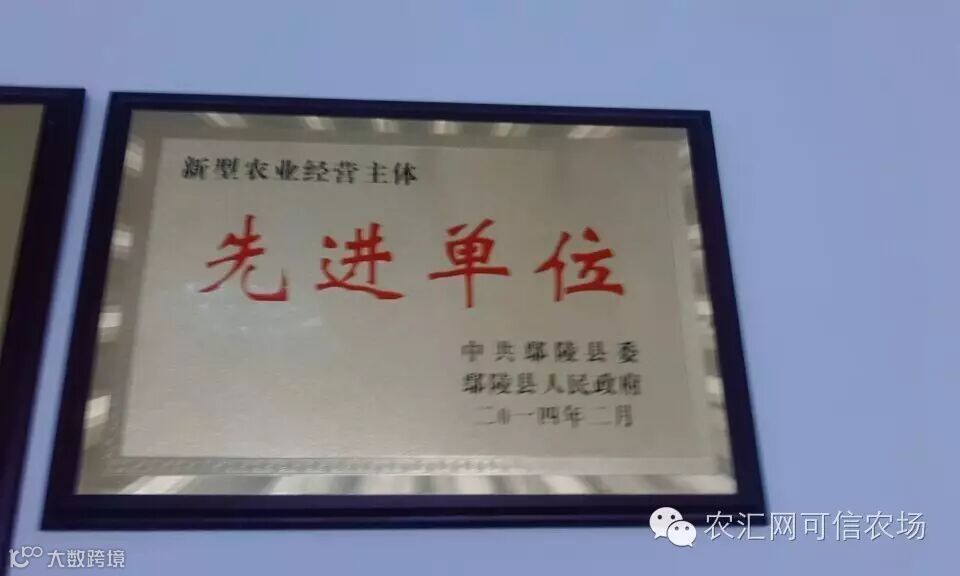 新型农业经营主体
先进单位
中共鄢陵县委
鄢陵县人民政府
二0一四年二月
农汇网可信农场
大数跨境